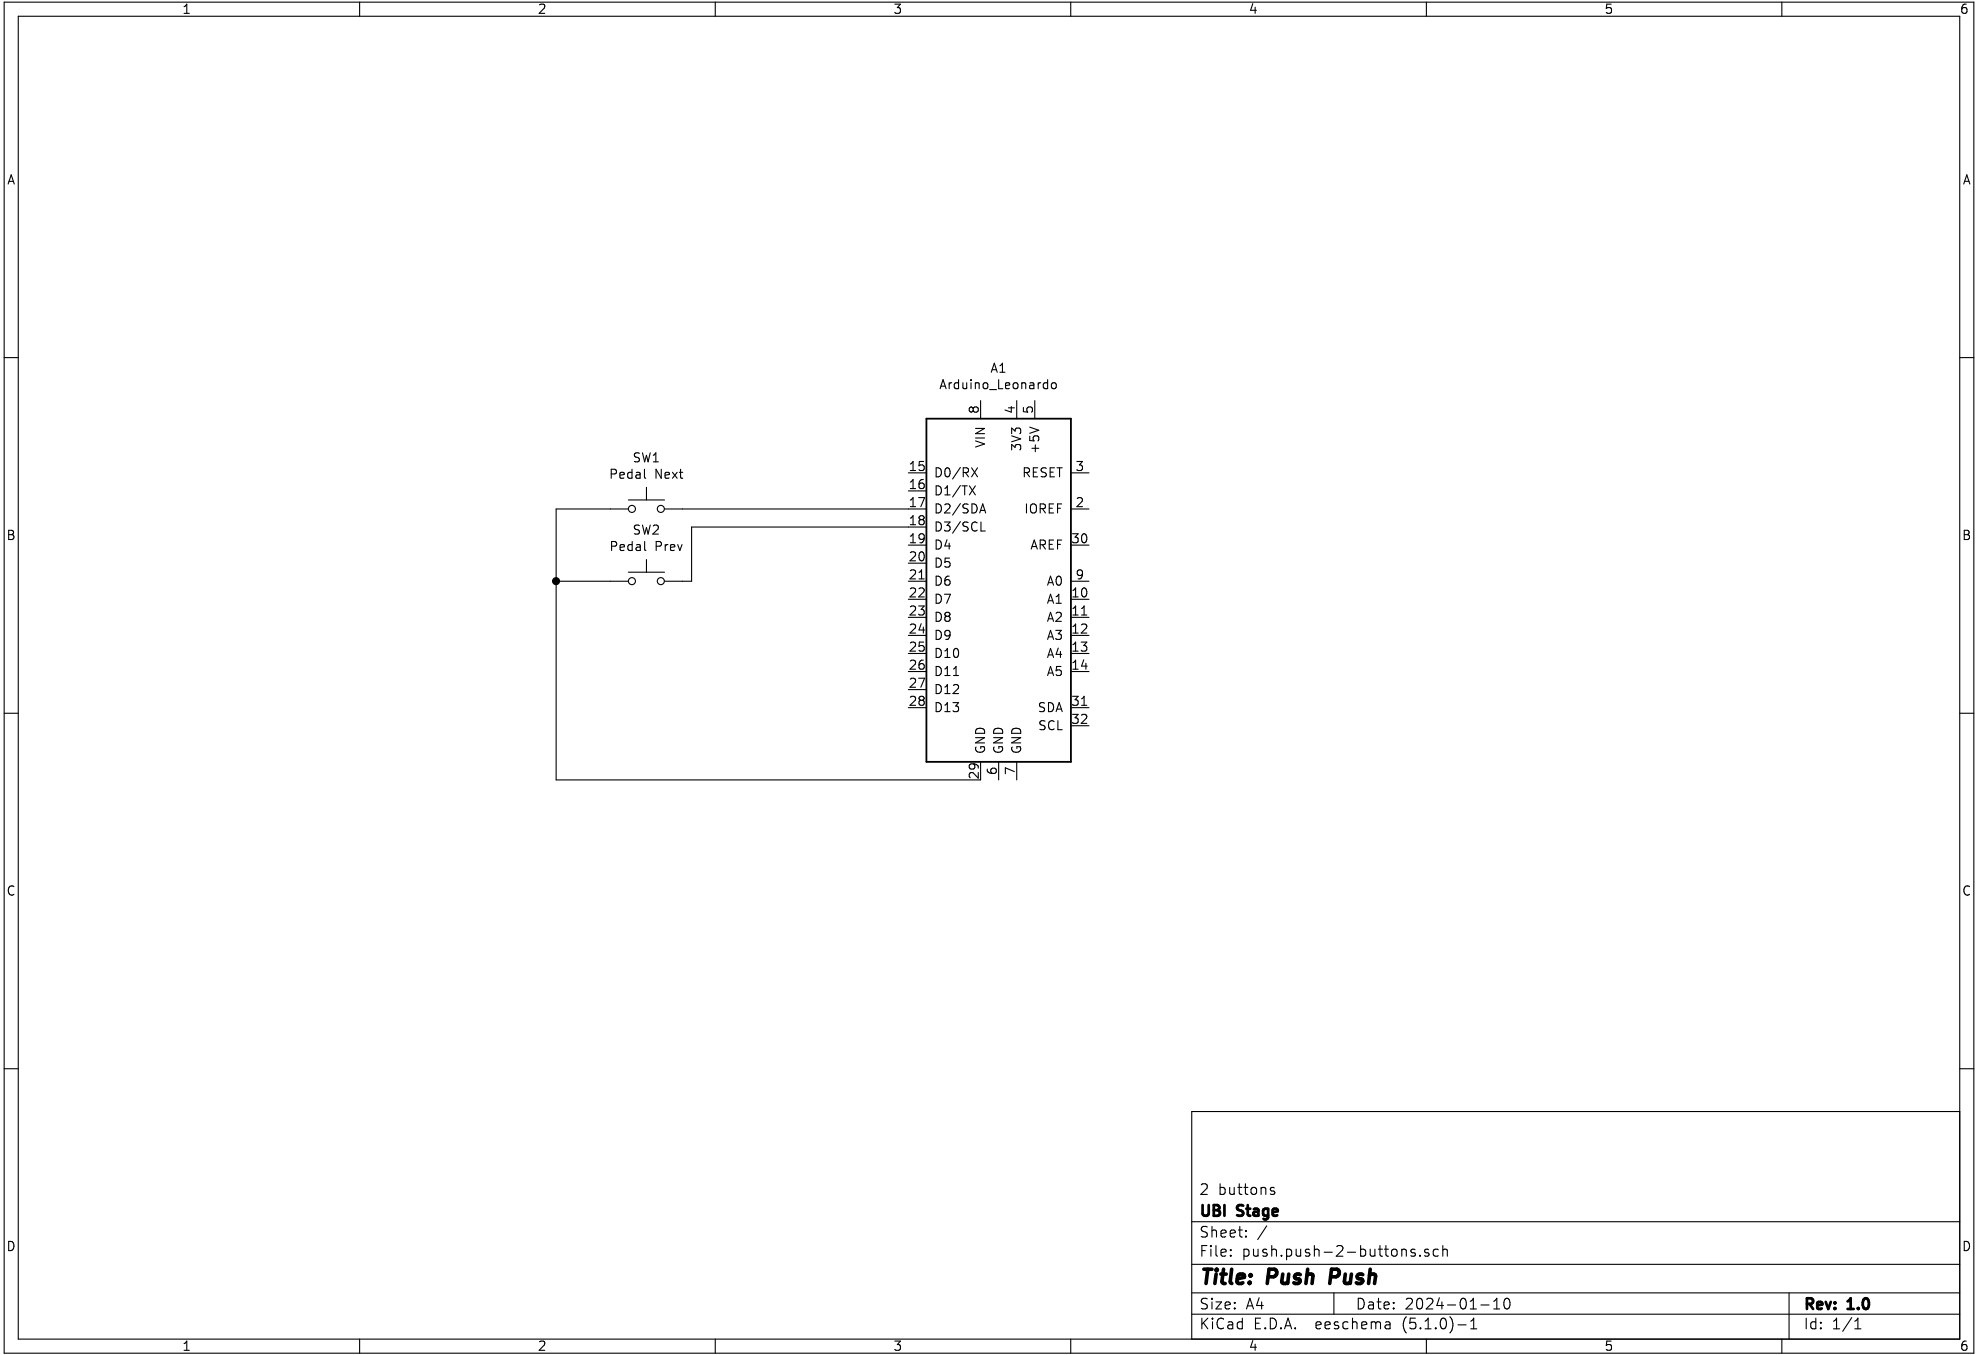 1 2 3 4 5 6
A A
A1
Arduino_Leonardo
8 4 5
VIN 3V3 +5V
SW1
Pedal Next
15 D0/RX RESET 3
16 D1/TX
17 D2/SDA IOREF 2
18 D3/SCL
SW2
Pedal Prev
B B
19 D4 AREF 30
20 D5
21 D6 A0 9
22 D7 A1 10
23 D8 A2 11
24 D9 A3 12
25 D10 A4 13
26 D11 A5 14
27 D12
28 D13 SDA 31
SCL 32
GND GND GND
29 6 7
C C
2 buttons
UBI Stage
Sheet: /
D D
File: push.push-2-buttons.sch
Title: Push Push
Size: A4 Date: 2024-01-10 Rev: 1.0
KiCad E.D.A. eeschema (5.1.0)-1 Id: 1/1
1 2 3 4 5 6